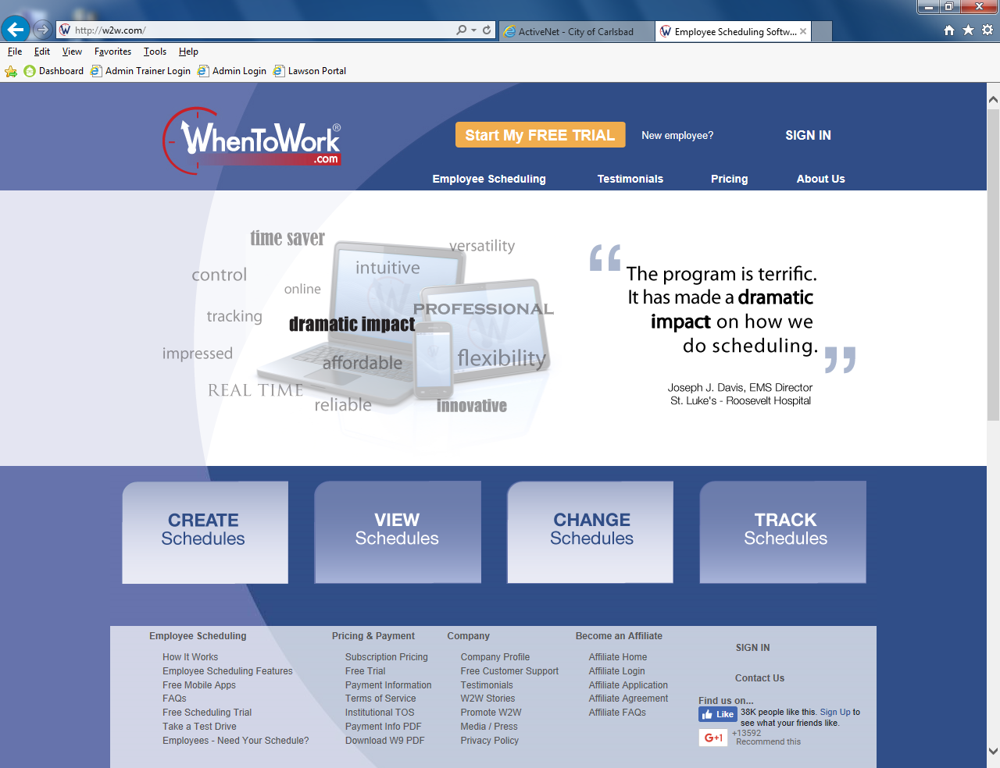 http://w2w.com/
ActiveNet - City of Carlsbad
Employee Scheduling Softw...
File Edit View Favorites Tools Help
Dashboard Admin Trainer Login Admin Login Lawson Portal
WhenToWork®
.com
Start My FREE TRIAL
New employee?
SIGN IN
Employee Scheduling Testimonials Pricing About Us
time saver
versatility
control
intuitive
online
tracking
PROFESSIONAL
dramatic impact
impressed
affordable
flexibility
REAL TIME
reliable
innovative
“ The program is terrific.
It has made a dramatic
impact on how we
do scheduling. ”
Joseph J. Davis, EMS Director
St. Luke's - Roosevelt Hospital
CREATE
Schedules
VIEW
Schedules
CHANGE
Schedules
TRACK
Schedules
Employee Scheduling
How It Works
Employee Scheduling Features
Free Mobile Apps
FAQs
Free Scheduling Trial
Take a Test Drive
Employees - Need Your Schedule?
Pricing & Payment
Subscription Pricing
Free Trial
Payment Information
Terms of Service
Institutional TOS
Payment Info PDF
Download W9 PDF
Company
Company Profile
Free Customer Support
Testimonials
W2W Stories
Promote W2W
Media / Press
Privacy Policy
Become an Affiliate
Affiliate Home
Affiliate Login
Affiliate Application
Affiliate Agreement
Affiliate FAQs
SIGN IN
Contact Us
Find us on...
Like
38K people like this. Sign Up to
see what your friends like.
G+1
+13592
Recommend this